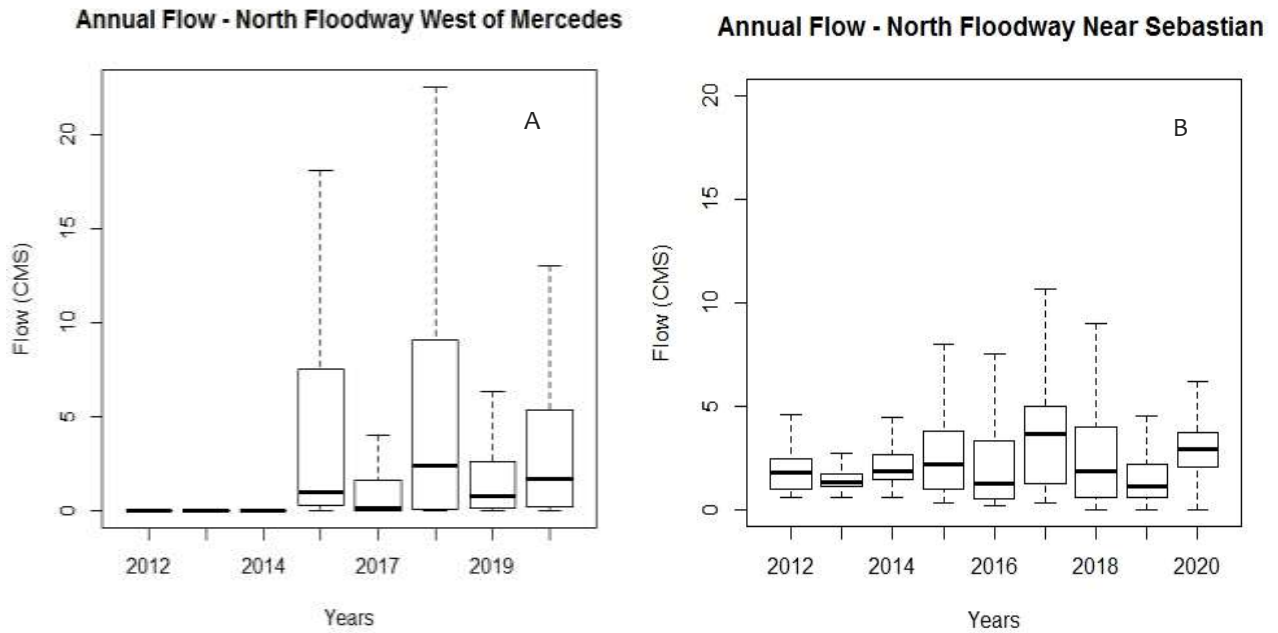 Annual Flow - North Floodway West of Mercedes
A
Flow (CMS)
20
15
10
5
0
2012 2014 2017 2019
Years
Annual Flow - North Floodway Near Sebastian
B
Flow (CMS)
20
15
10
5
0
2012 2014 2016 2018 2020
Years